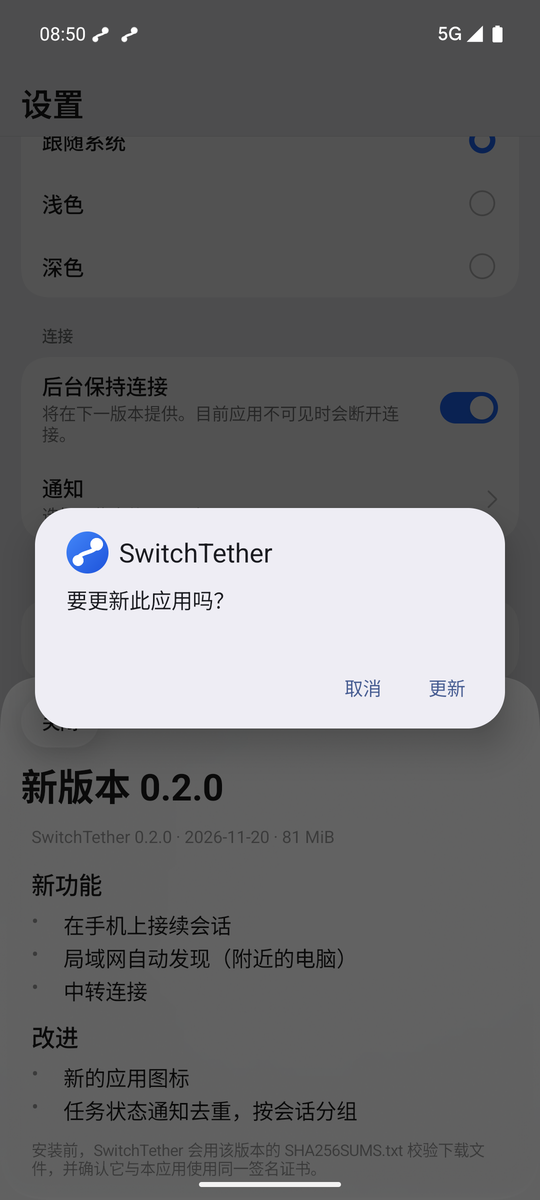 08:50
5G
设置
跟随系统
浅色
深色
连接
后台保持连接
将在下一版本提供。目前应用不可见时会断开连
接。
通知
SwitchTether
要更新此应用吗?
取消
更新
新版本 0.2.0
SwitchTether 0.2.0 · 2026-11-20 · 81 MiB
新功能
• 在手机上接续会话
• 局域网自动发现（附近的电脑）
• 中转连接
改进
• 新的应用图标
• 任务状态通知去重，按会话分组
安装前，SwitchTether 会用该版本的 SHA256SUMS.txt 校验下载文
件，并确认它与本应用使用同一签名证书。